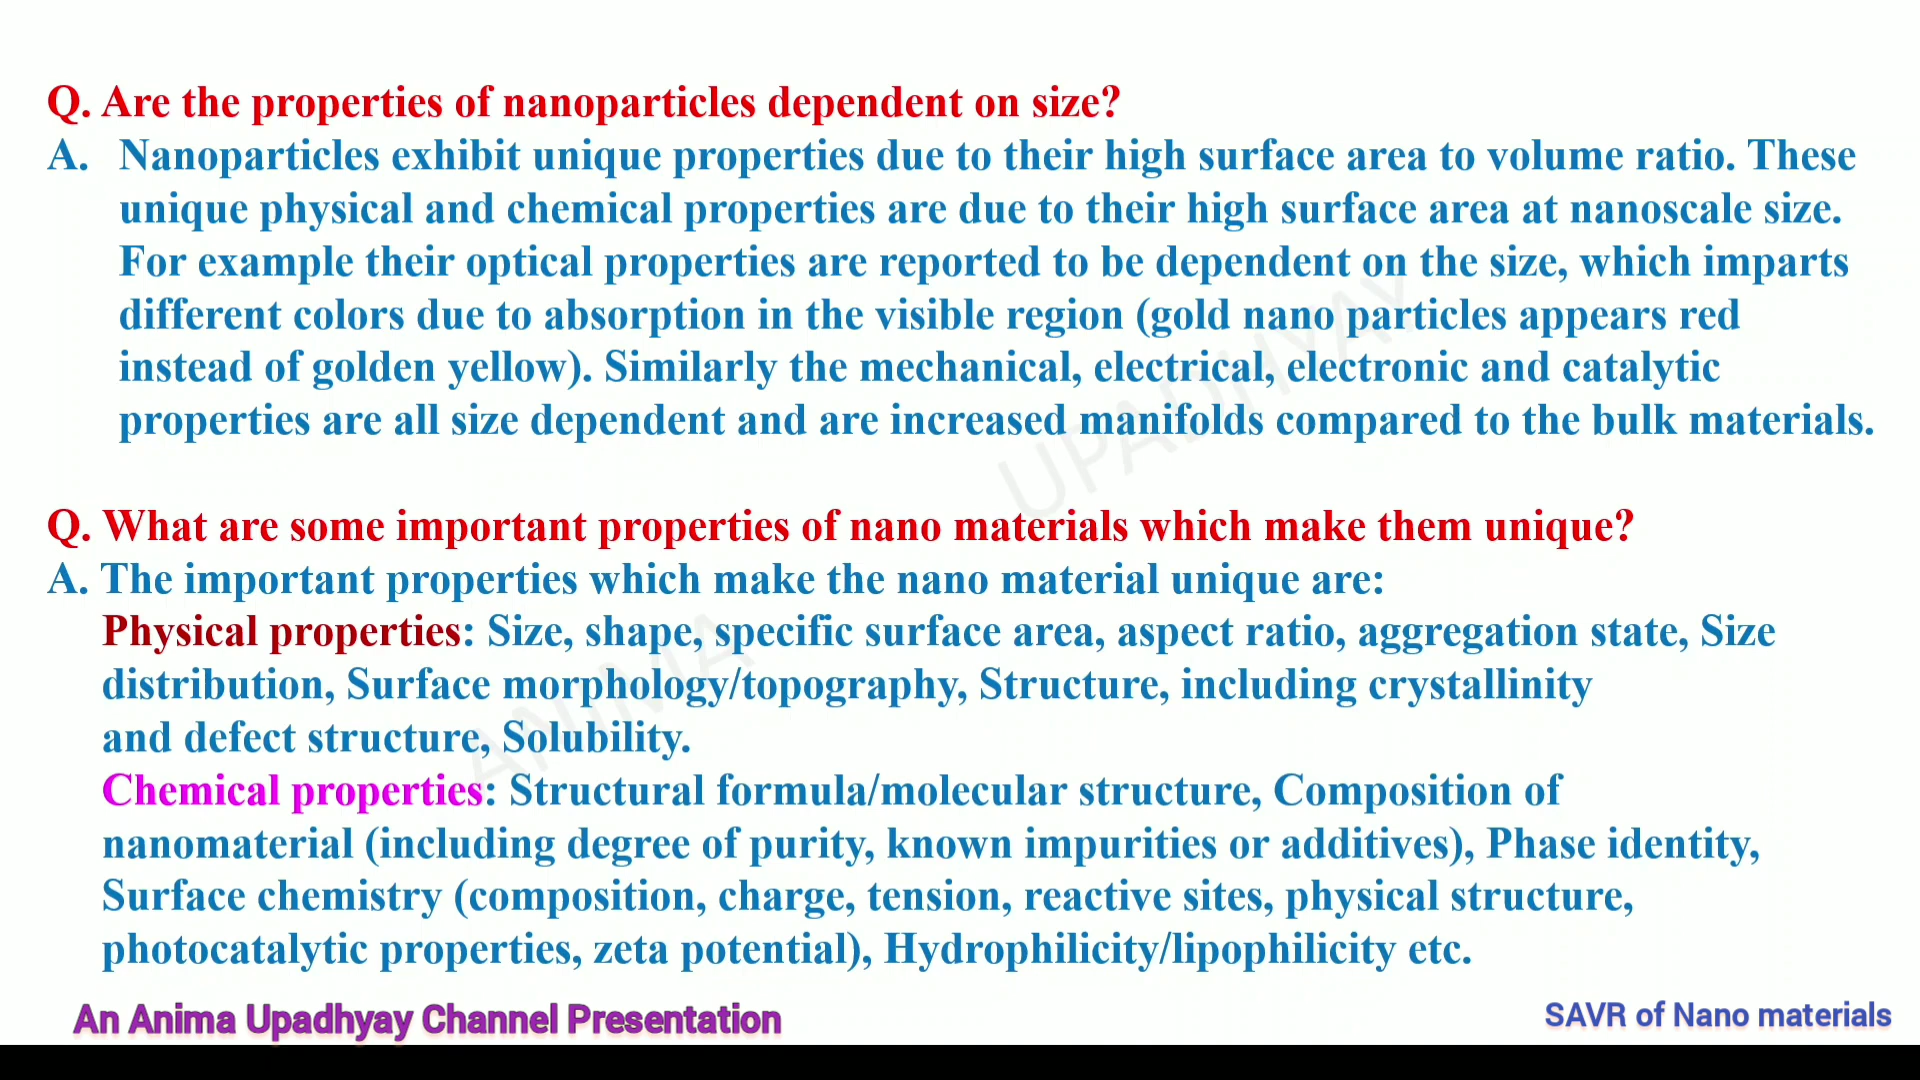 Q. Are the properties of nanoparticles dependent on size?
A. Nanoparticles exhibit unique properties due to their high surface area to volume ratio. These
unique physical and chemical properties are due to their high surface area at nanoscale size.
For example their optical properties are reported to be dependent on the size, which imparts
different colors due to absorption in the visible region (gold nano particles appears red
instead of golden yellow). Similarly the mechanical, electrical, electronic and catalytic
properties are all size dependent and are increased manifolds compared to the bulk materials.
Q. What are some important properties of nano materials which make them unique?
A. The important properties which make the nano material unique are:
Physical properties: Size, shape, specific surface area, aspect ratio, aggregation state, Size
distribution, Surface morphology/topography, Structure, including crystallinity
and defect structure, Solubility.
Chemical properties: Structural formula/molecular structure, Composition of
nanomaterial (including degree of purity, known impurities or additives), Phase identity,
Surface chemistry (composition, charge, tension, reactive sites, physical structure,
photocatalytic properties, zeta potential), Hydrophilicity/lipophilicity etc.
ANIMA UPADHYAY
An Anima Upadhyay Channel Presentation
SAVR of Nano materials